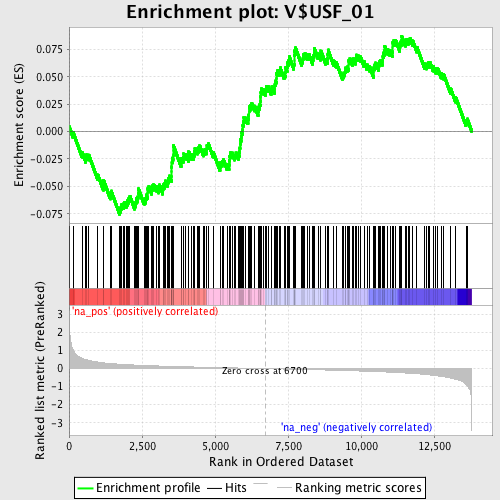 Enrichment plot: V$USF_01
Enrichment score (ES)
0.075
0.050
0.025
0.000
-0.025
-0.050
-0.075
'na_pos' (positively correlated)
Ranked list metric (PreRanked)
3
2
1
0
-1
-2
-3
Zero cross at 6700
'na_neg' (negatively correlated)
0
2,500
5,000
7,500
10,000
12,500
Rank in Ordered Dataset
Enrichment profile
Hits
Ranking metric scores